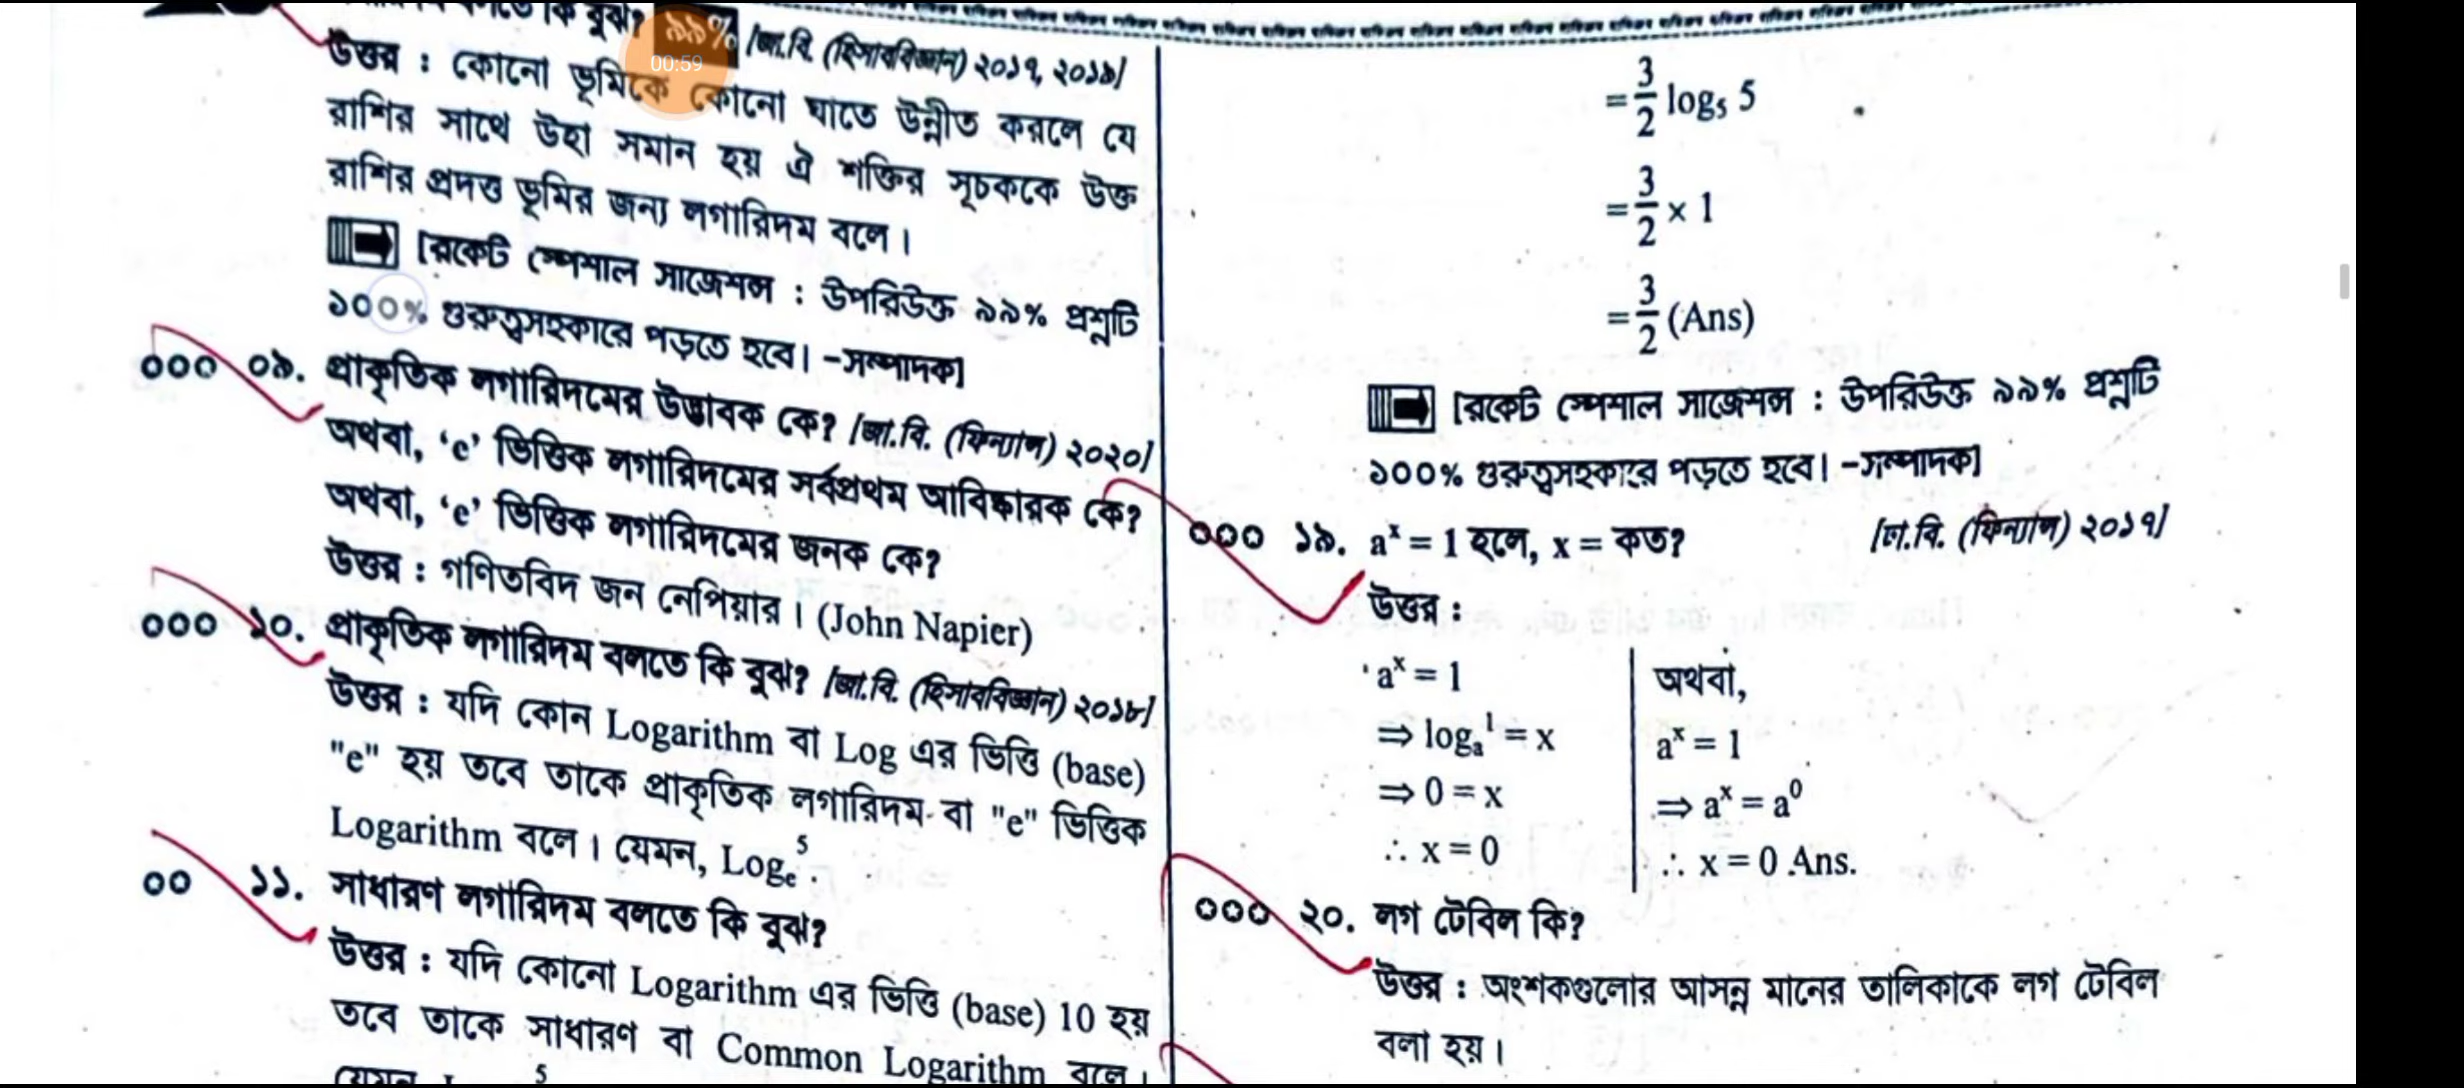 কি বুঝ? ৯৯% [জা.বি. (হিসাববিজ্ঞান) ২০১৭, ২০১৯]
00:59
উত্তর : কোনো ভূমিকে কোনো ঘাতে উন্নীত করলে যে
রাশির সাথে উহা সমান হয় ঐ শক্তির সূচককে উক্ত
রাশির প্রদত্ত ভূমির জন্য লগারিদম বলে।
[রকেট স্পেশাল সাজেশন্স : উপরিউক্ত ৯৯% প্রশ্নটি
১০০% গুরুত্বসহকারে পড়তে হবে। -সম্পাদক]
০০০ ০৯. প্রাকৃতিক লগারিদমের উদ্ভাবক কে? [জা.বি. (ফিন্যান্স) ২০২০]
অথবা, ‘e’ ভিত্তিক লগারিদমের সর্বপ্রথম আবিষ্কারক কে?
অথবা, ‘e’ ভিত্তিক লগারিদমের জনক কে?
উত্তর : গণিতবিদ জন নেপিয়ার। (John Napier)
০০০ ১০. প্রাকৃতিক লগারিদম বলতে কি বুঝ? [জা.বি. (হিসাববিজ্ঞান) ২০১৮]
উত্তর : যদি কোন Logarithm বা Log এর ভিত্তি (base)
"e" হয় তবে তাকে প্রাকৃতিক লগারিদম বা "e" ভিত্তিক
Logarithm বলে। যেমন, Logₑ⁵.
০০ ১১. সাধারণ লগারিদম বলতে কি বুঝ?
উত্তর : যদি কোনো Logarithm এর ভিত্তি (base) 10 হয়
তবে তাকে সাধারণ বা Common Logarithm বলে।
= 3/2 log₅ 5
= 3/2 × 1
= 3/2 (Ans)
[রকেট স্পেশাল সাজেশন্স : উপরিউক্ত ৯৯% প্রশ্নটি
১০০% গুরুত্বসহকারে পড়তে হবে। -সম্পাদক]
০০০ ১৯. aˣ = 1 হলে, x = কত? [ঢা.বি. (ফিন্যান্স) ২০১৭]
উত্তর :
aˣ = 1
⇒ logₐ¹ = x
⇒ 0 = x
∴ x = 0
অথবা,
aˣ = 1
⇒ aˣ = a⁰
∴ x = 0 Ans.
০০০ ২০. লগ টেবিল কি?
উত্তর : অংশকগুলোর আসন্ন মানের তালিকাকে লগ টেবিল
বলা হয়।